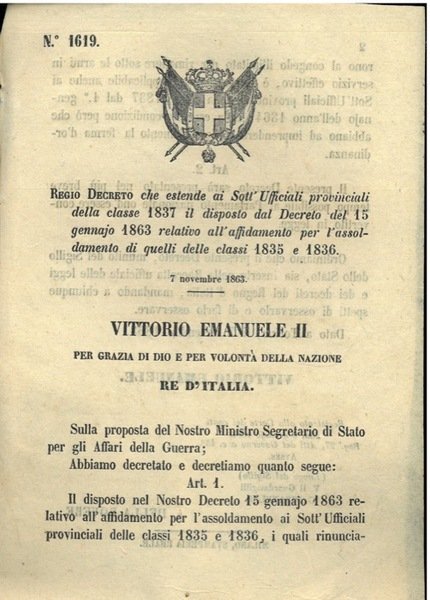 N.° 1619.
REGIO DECRETO che estende ai Sott'Ufficiali provinciali
della classe 1837 il disposto dal Decreto del 15
gennajo 1863 relativo all'affidamento per l'assol-
damento di quelli delle classi 1835 e 1836.
7 novembre 1863.
VITTORIO EMANUELE II
PER GRAZIA DI DIO E PER VOLONTÀ DELLA NAZIONE
RE D'ITALIA.
Sulla proposta del Nostro Ministro Segretario di Stato
per gli Affari della Guerra;
Abbiamo decretato e decretiamo quanto segue:
Art. 1.
Il disposto nel Nostro Decreto 15 gennajo 1863 re-
lativo all'affidamento per l'assoldamento ai Sott'Ufficiali
provinciali delle classi 1835 e 1836, i quali rinuncia-